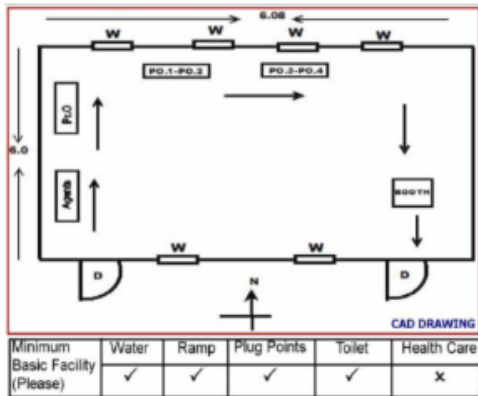 6.08
W W W W
PO.1-PO.2 PO.3-PO.4
Pr.O
6.0
Agents
BOOTH
W W
D D
N
CAD DRAWING
Minimum Basic Facility (Please) Water Ramp Plug Points Toilet Health Care
✓ ✓ ✓ ✓ x